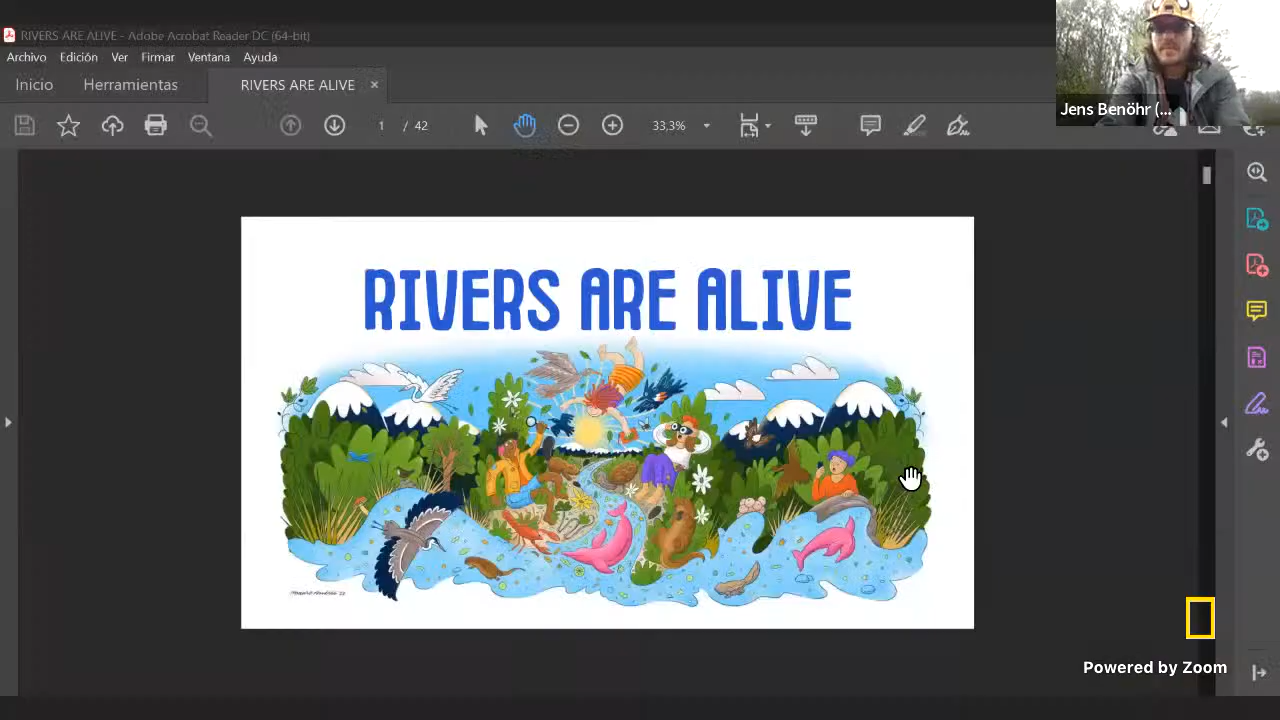 RIVERS ARE ALIVE - Adobe Acrobat Reader DC (64-bit)
Archivo Edición Ver Firmar Ventana Ayuda
Inicio Herramientas RIVERS ARE ALIVE ×
1 / 42 33,3%
Jens Benöhr (...
RIVERS ARE ALIVE
Powered by Zoom